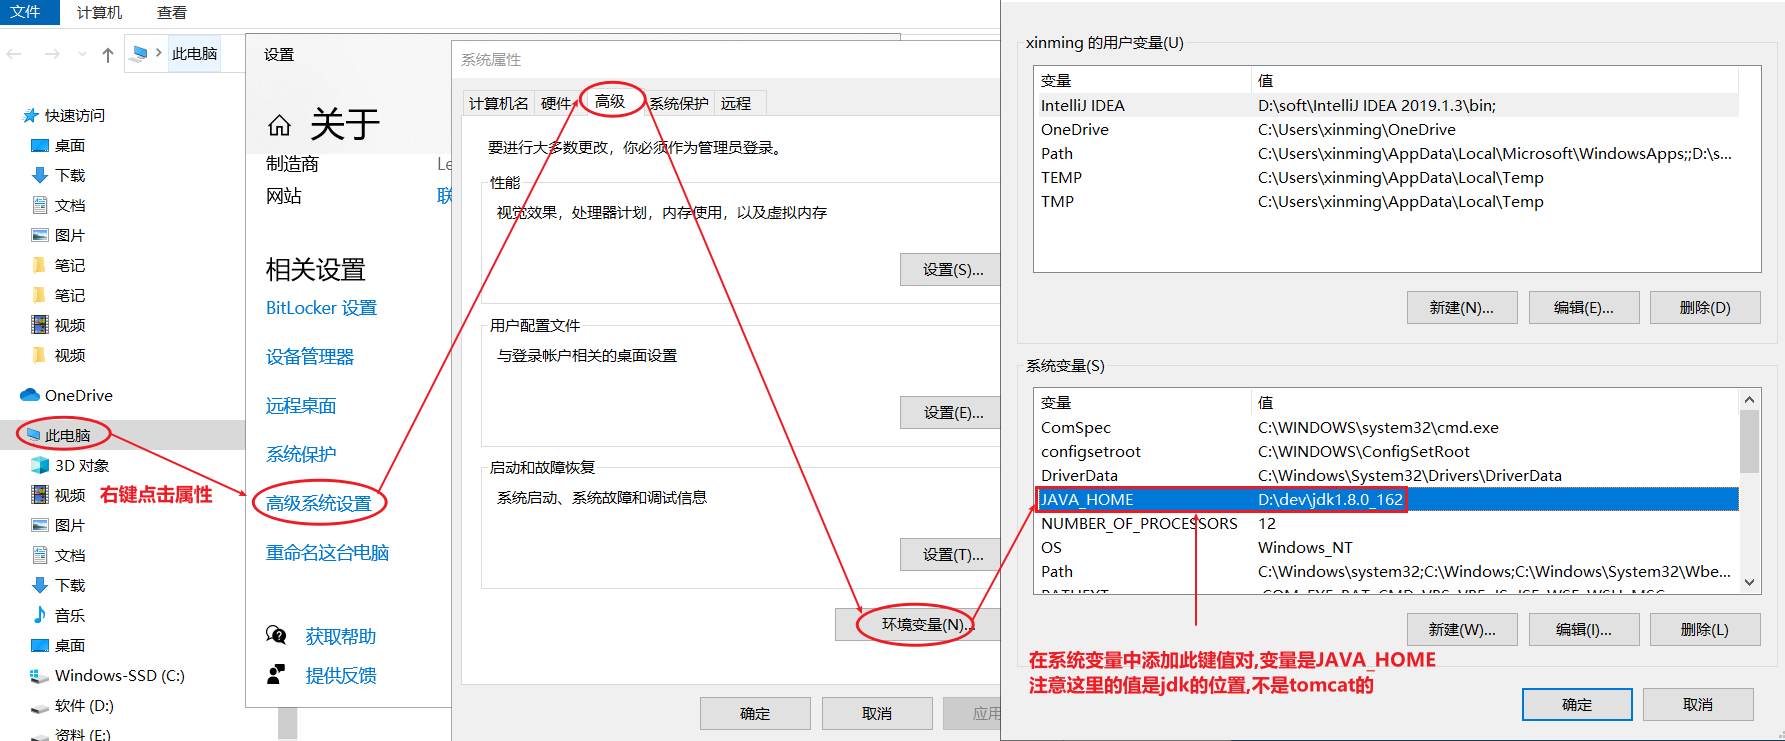 文件 计算机 查看
此电脑
快速访问
桌面
下载
文档
图片
笔记
笔记
视频
视频
OneDrive
此电脑
3D 对象
视频
图片
文档
下载
音乐
桌面
Windows-SSD (C:)
软件 (D:)
资料 (E:)
右键点击属性
设置
关于
制造商 Le
网站 联
相关设置
BitLocker 设置
设备管理器
远程桌面
系统保护
高级系统设置
重命名这台电脑
获取帮助
提供反馈
系统属性
计算机名 硬件 高级 系统保护 远程
要进行大多数更改，你必须作为管理员登录。
性能
视觉效果，处理器计划，内存使用，以及虚拟内存
设置(S)...
用户配置文件
与登录帐户相关的桌面设置
设置(E)...
启动和故障恢复
系统启动、系统故障和调试信息
设置(T)...
环境变量(N)...
确定 取消 应用
xinming 的用户变量(U)
变量 值
IntelliJ IDEA D:\soft\IntelliJ IDEA 2019.1.3\bin;
OneDrive C:\Users\xinming\OneDrive
Path C:\Users\xinming\AppData\Local\Microsoft\WindowsApps;;D:\s...
TEMP C:\Users\xinming\AppData\Local\Temp
TMP C:\Users\xinming\AppData\Local\Temp
新建(N)... 编辑(E)... 删除(D)
系统变量(S)
变量 值
ComSpec C:\WINDOWS\system32\cmd.exe
configsetroot C:\WINDOWS\ConfigSetRoot
DriverData C:\Windows\System32\Drivers\DriverData
JAVA_HOME D:\dev\jdk1.8.0_162
NUMBER_OF_PROCESSORS 12
OS Windows_NT
Path C:\Windows\system32;C:\Windows;C:\Windows\System32\Wbe...
PATHEXT .COM;.EXE;.BAT;.CMD;.VBS;.VBE;.JS;.JSE;.WSF;.WSH;.MSC
新建(W)... 编辑(I)... 删除(L)
在系统变量中添加此键值对,变量是JAVA_HOME
注意这里的值是jdk的位置,不是tomcat的
确定 取消